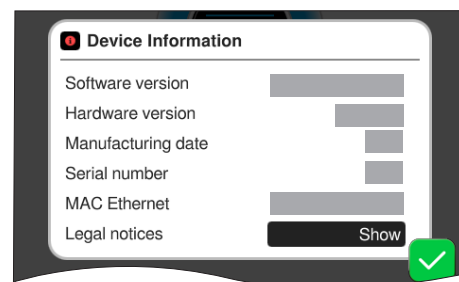 Device Information
Software version
Hardware version
Manufacturing date
Serial number
MAC Ethernet
Legal notices Show